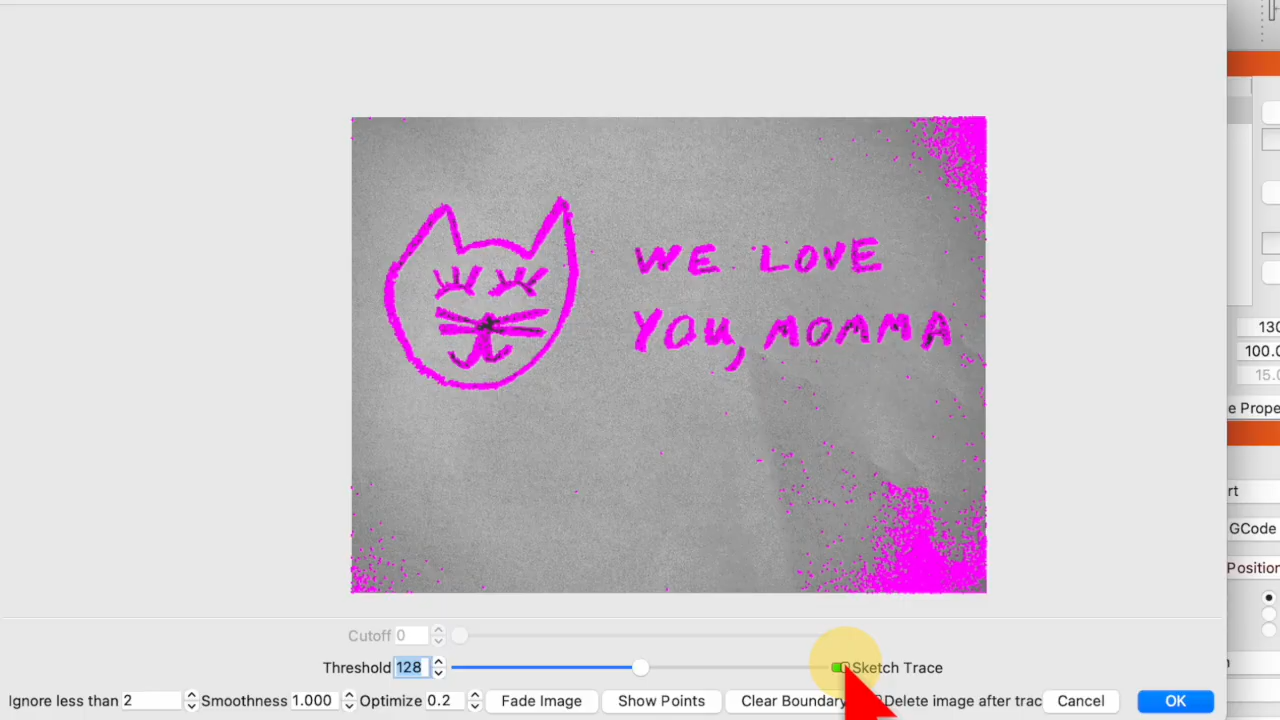 WE LOVE
YOU, MOMMA
130
100.0
15.0
e Prope
rt
GCode
Position
Cutoff 0
Threshold 128 Sketch Trace
Ignore less than 2 Smoothness 1.000 Optimize 0.2 Fade Image Show Points Clear Boundary Delete image after trac Cancel OK